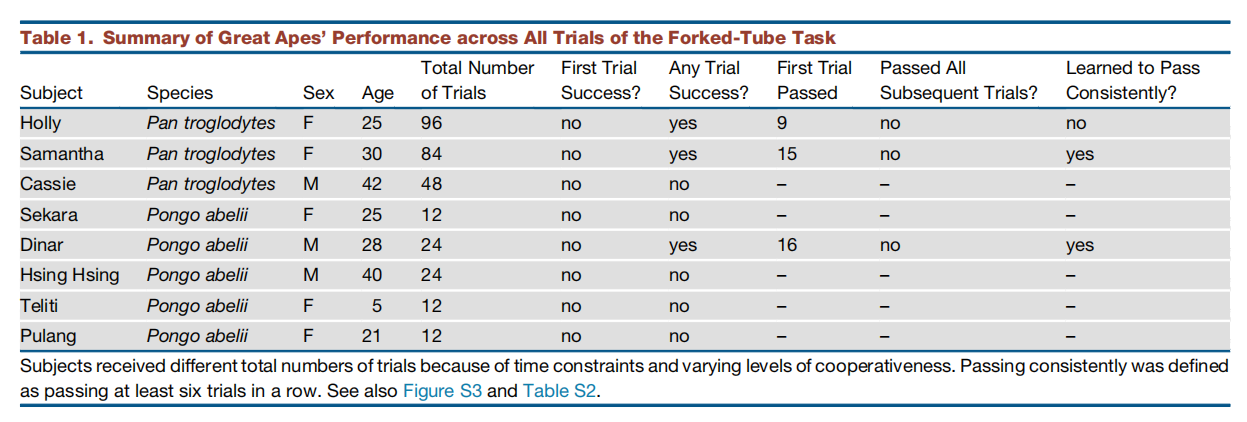 Table 1. Summary of Great Apes' Performance across All Trials of the Forked-Tube Task
Subject Species Sex Age Total Number of Trials First Trial Success? Any Trial Success? First Trial Passed Passed All Subsequent Trials? Learned to Pass Consistently?
Holly Pan troglodytes F 25 96 no yes 9 no no
Samantha Pan troglodytes F 30 84 no yes 15 no yes
Cassie Pan troglodytes M 42 48 no no – – –
Sekara Pongo abelii F 25 12 no no – – –
Dinar Pongo abelii M 28 24 no yes 16 no yes
Hsing Hsing Pongo abelii M 40 24 no no – – –
Teliti Pongo abelii F 5 12 no no – – –
Pulang Pongo abelii F 21 12 no no – – –
Subjects received different total numbers of trials because of time constraints and varying levels of cooperativeness. Passing consistently was defined
as passing at least six trials in a row. See also Figure S3 and Table S2.